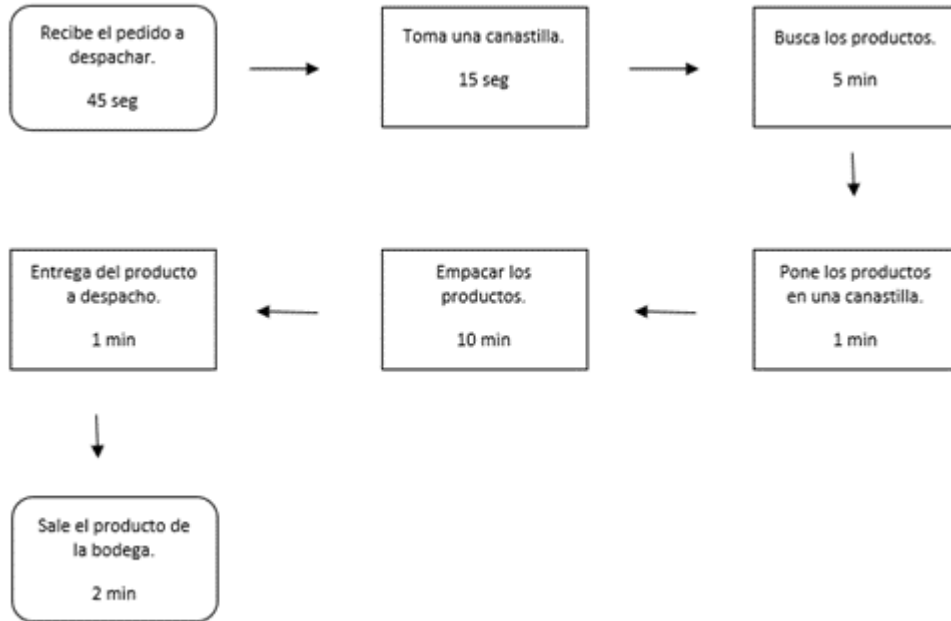 Recibe el pedido a
despachar.
45 seg
Toma una canastilla.
15 seg
Busca los productos.
5 min
Pone los productos
en una canastilla.
1 min
Empacar los
productos.
10 min
Entrega del producto
a despacho.
1 min
Sale el producto de
la bodega.
2 min